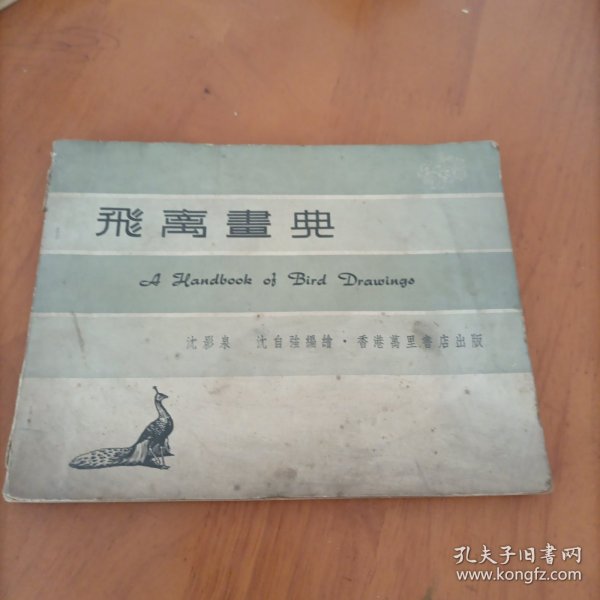 飛离畫典
A Handbook of Bird Drawings
沈影泉 沈自強編繪·香港萬里書店出版
孔夫子旧书网
www.kongfz.com